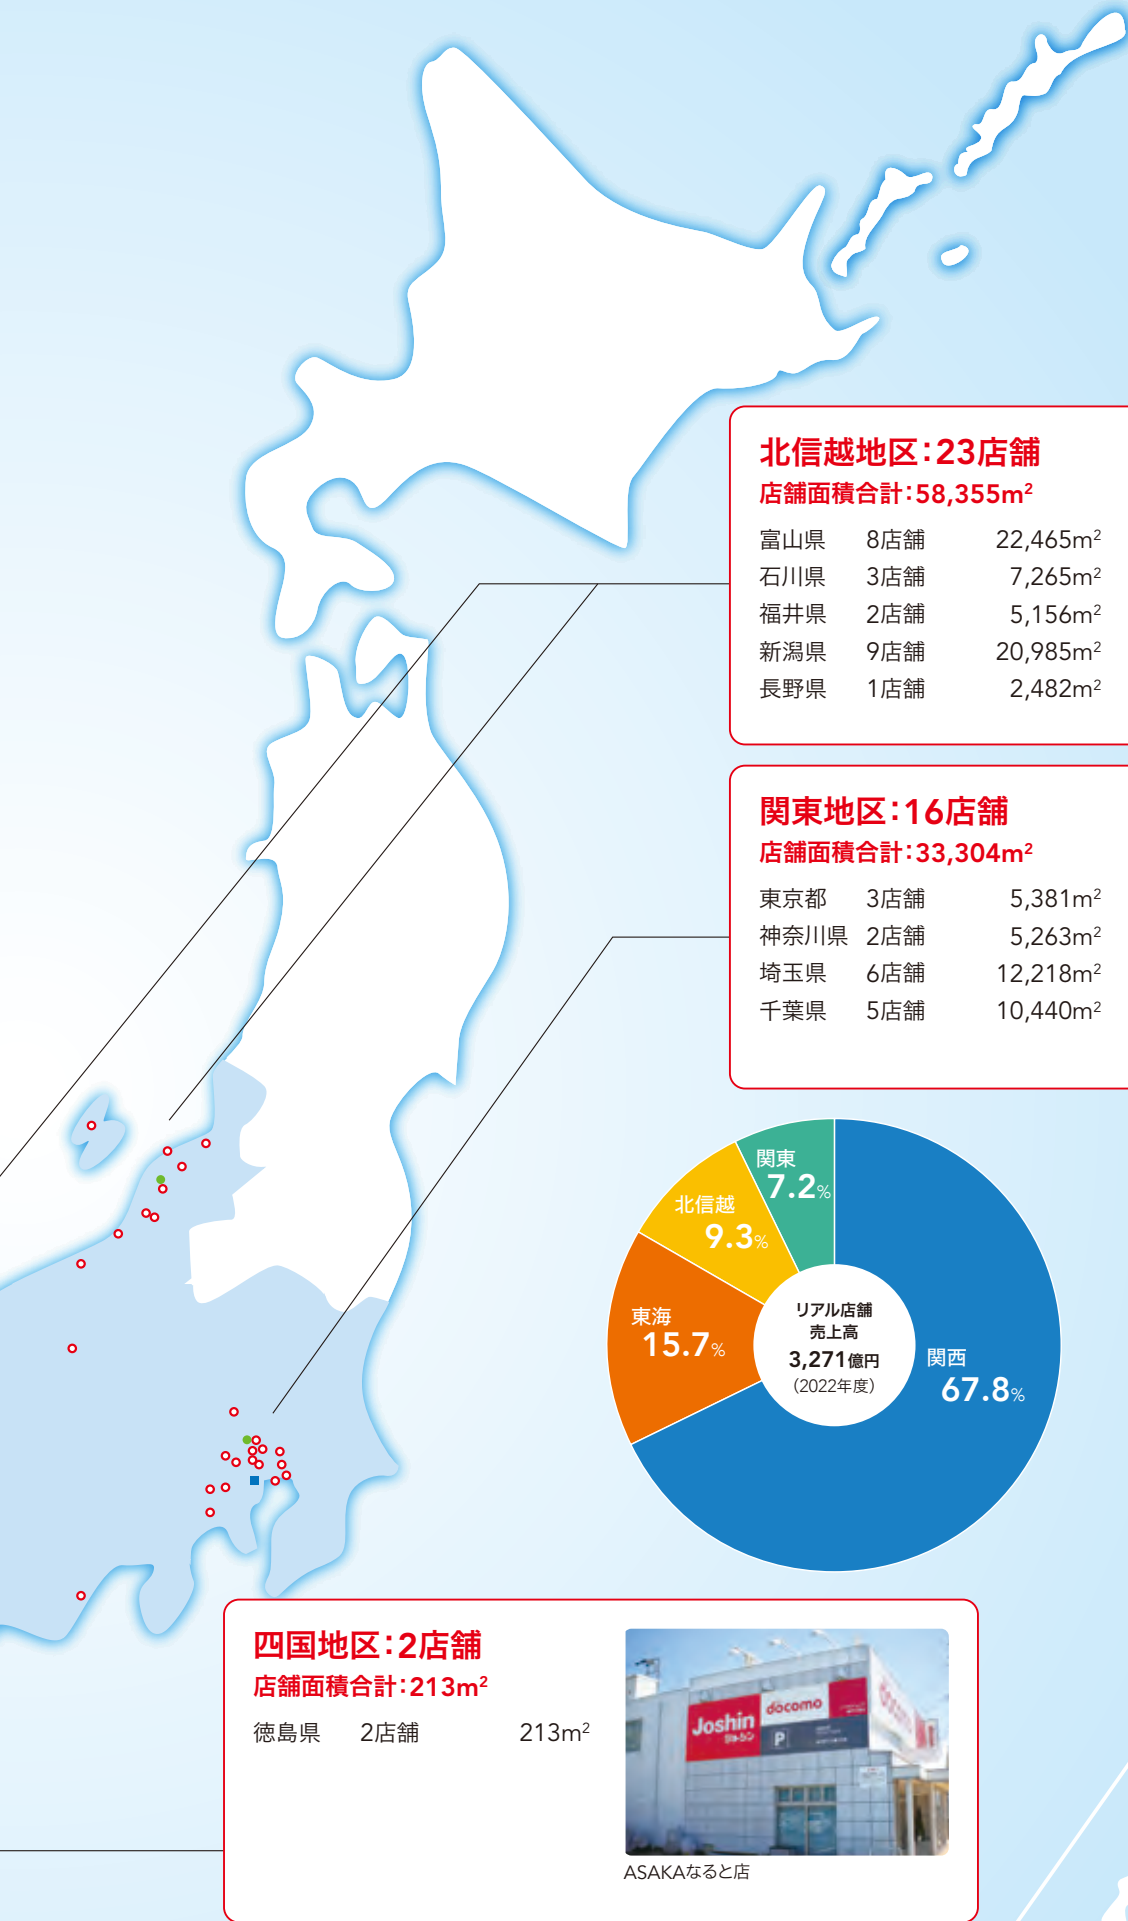 北信越地区：23店舗
店舗面積合計：58,355m²
富山県 8店舗 22,465m²
石川県 3店舗 7,265m²
福井県 2店舗 5,156m²
新潟県 9店舗 20,985m²
長野県 1店舗 2,482m²
関東地区：16店舗
店舗面積合計：33,304m²
東京都 3店舗 5,381m²
神奈川県 2店舗 5,263m²
埼玉県 6店舗 12,218m²
千葉県 5店舗 10,440m²
関東
7.2%
北信越
9.3%
東海
15.7%
関西
67.8%
リアル店舗
売上高
3,271億円
（2022年度）
四国地区：2店舗
店舗面積合計：213m²
徳島県 2店舗 213m²
Joshin
ジョーシン
döcomo
P
döcomo
ASAKAなると店